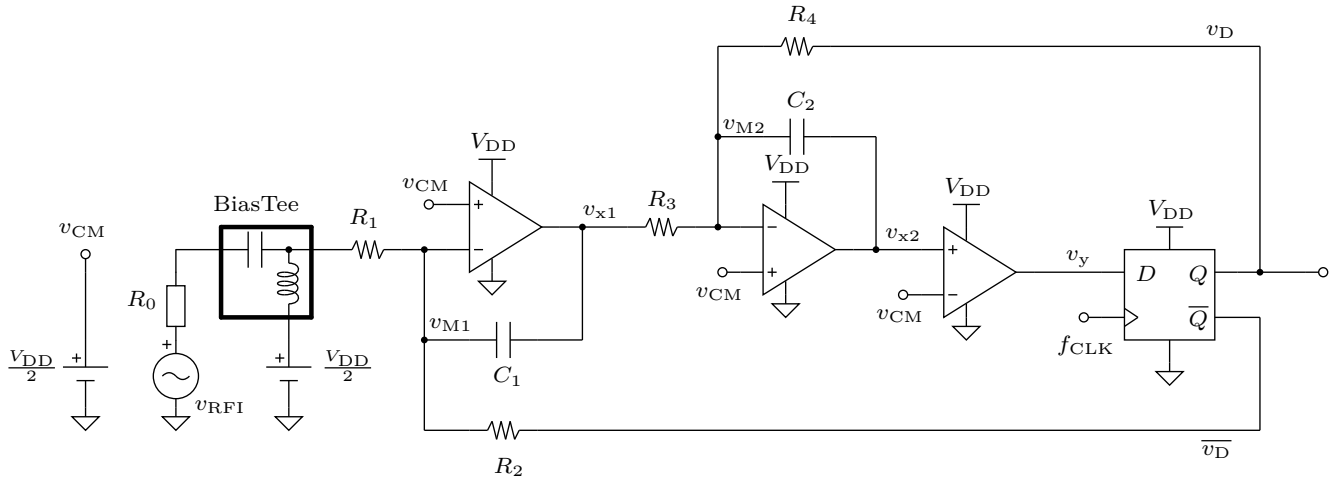 R4
vD
C2
vM2
VDD
VDD
vCM
R3
BiasTee
R1
vx1
VDD
VDD
vCM
vx2
vy
D
Q
R0
vCM
vCM
Q̅
vM1
fCLK
VDD/2
VDD/2
C1
vRFI
R2
v̅D̅